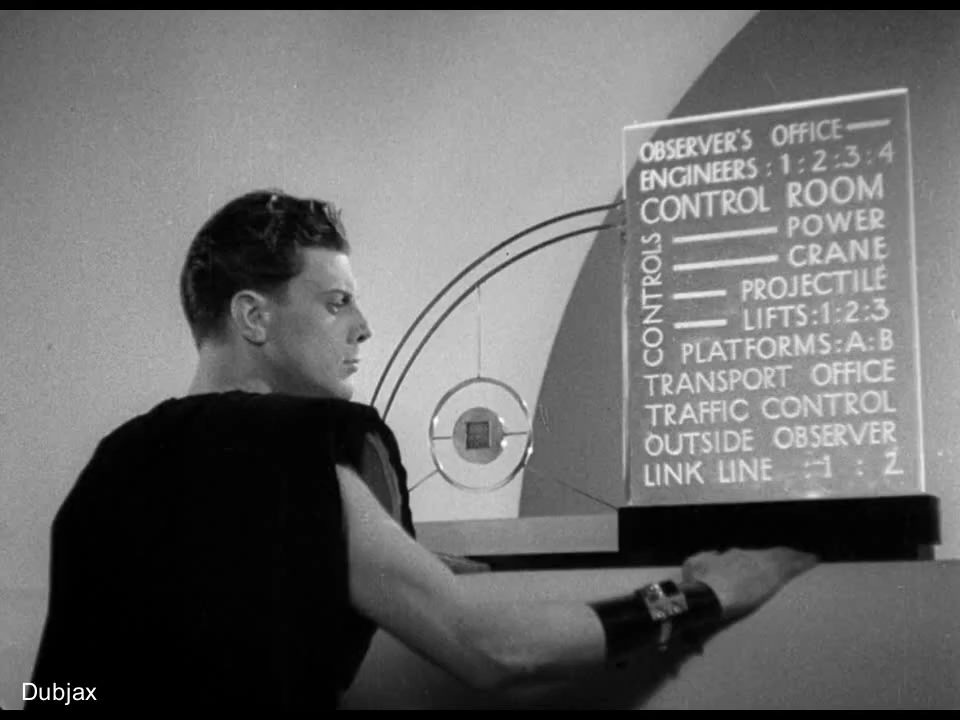 OBSERVER'S OFFICE
ENGINEERS : 1 : 2 : 3 : 4
CONTROL ROOM
CONTROLS
POWER
CRANE
PROJECTILE
LIFTS : 1 : 2 : 3
PLATFORMS : A : B
TRANSPORT OFFICE
TRAFFIC CONTROL
OUTSIDE OBSERVER
LINK LINE : 1 : 2
Dubjax